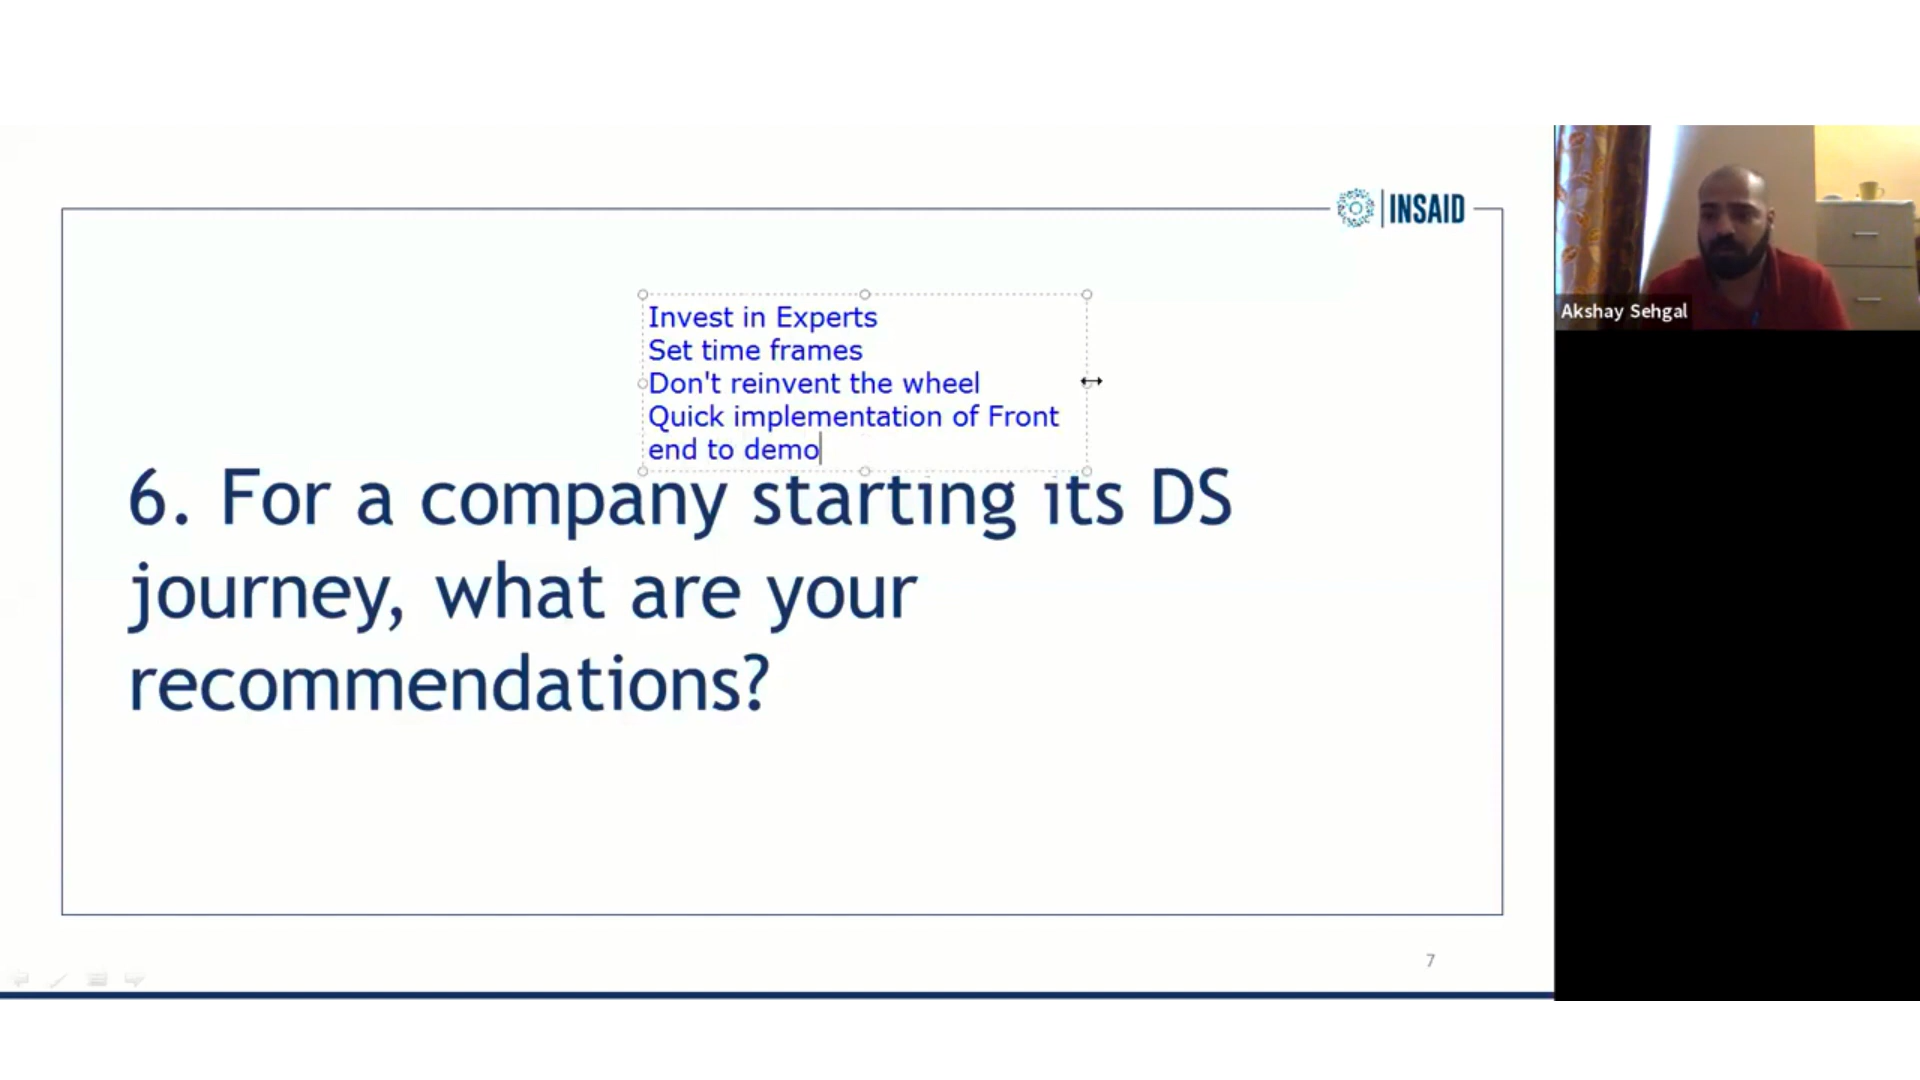 INSAID
Invest in Experts
Set time frames
Don't reinvent the wheel
Quick implementation of Front
end to demo
6. For a company starting its DS
journey, what are your
recommendations?
7
Akshay Sehgal